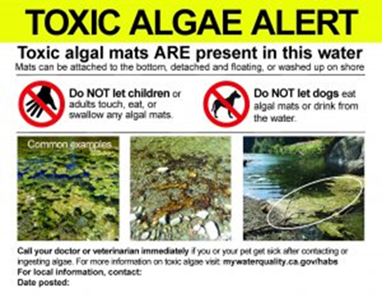 TOXIC ALGAE ALERT
Toxic algal mats ARE present in this water
Mats can be attached to the bottom, detached and floating, or washed up on shore
Do NOT let children or
adults touch, eat, or
swallow any algal mats.
Do NOT let dogs eat
algal mats or drink from
the water.
Common examples
Call your doctor or veterinarian immediately if you or your pet get sick after contacting or
ingesting algae. For more information on toxic algae visit: mywaterquality.ca.gov/habs
For local information, contact:
Date posted: